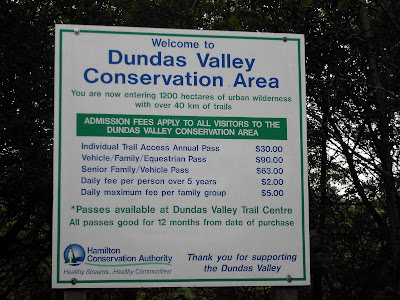 Welcome to
Dundas Valley
Conservation Area
You are now entering 1200 hectares of urban wilderness
with over 40 km of trails
ADMISSION FEES APPLY TO ALL VISITORS TO THE
DUNDAS VALLEY CONSERVATION AREA
Individual Trail Access Annual Pass $30.00
Vehicle/Family/Equestrian Pass $90.00
Senior Family/Vehicle Pass $63.00
Daily fee per person over 5 years $2.00
Daily maximum fee per family group $5.00
*Passes available at Dundas Valley Trail Centre
All passes good for 12 months from date of purchase
Hamilton
Conservation Authority
Healthy Streams...Healthy Communities!
Thank you for supporting
the Dundas Valley